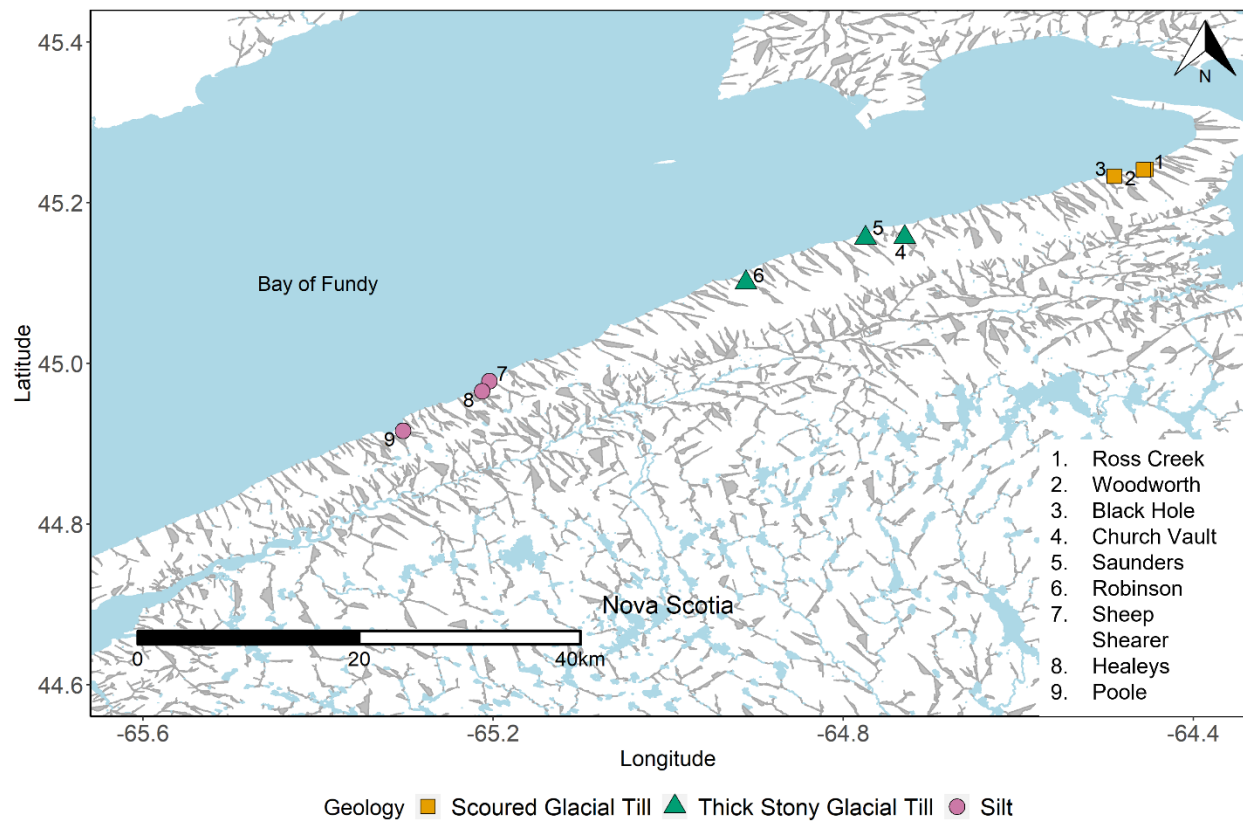 45.4
45.2
45.0
44.8
44.6
Latitude
N
3
2
1
5
4
6
7
8
9
Bay of Fundy
Nova Scotia
0 20 40km
1. Ross Creek
2. Woodworth
3. Black Hole
4. Church Vault
5. Saunders
6. Robinson
7. Sheep
Shearer
8. Healeys
9. Poole
-65.6 -65.2 -64.8 -64.4
Longitude
Geology Scoured Glacial Till Thick Stony Glacial Till Silt